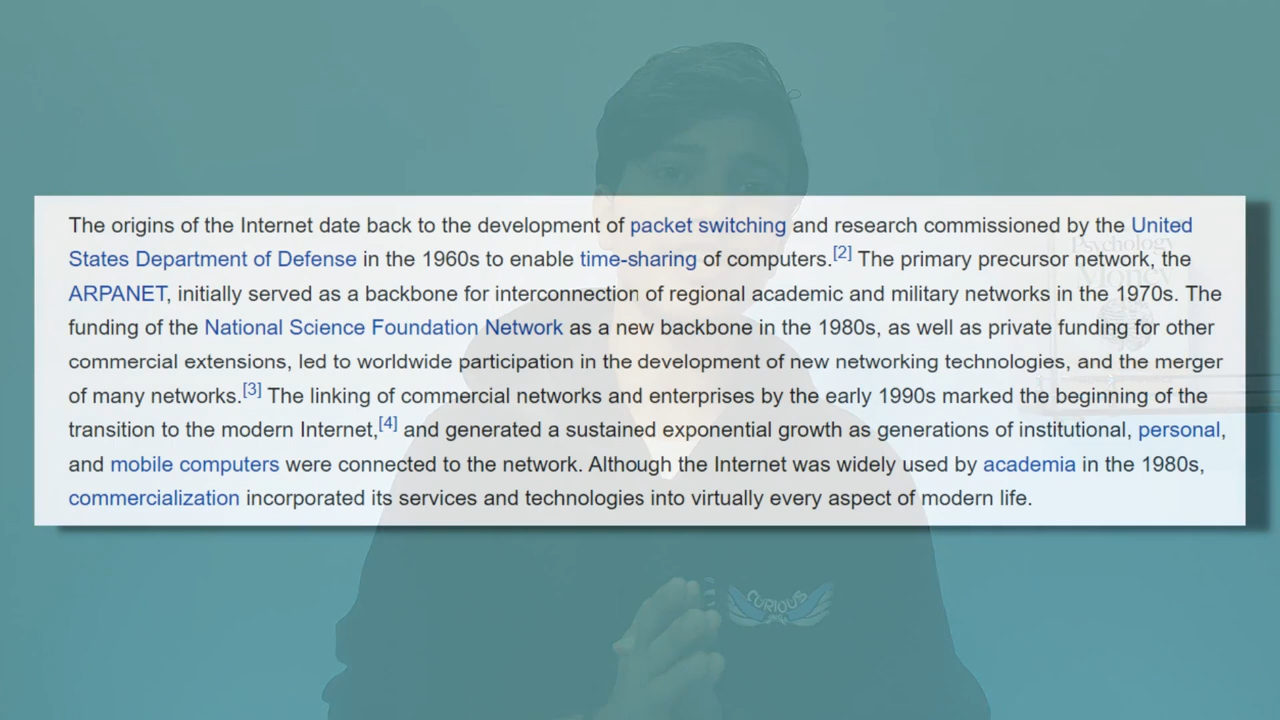 The origins of the Internet date back to the development of packet switching and research commissioned by the United
States Department of Defense in the 1960s to enable time-sharing of computers.[2] The primary precursor network, the
ARPANET, initially served as a backbone for interconnection of regional academic and military networks in the 1970s. The
funding of the National Science Foundation Network as a new backbone in the 1980s, as well as private funding for other
commercial extensions, led to worldwide participation in the development of new networking technologies, and the merger
of many networks.[3] The linking of commercial networks and enterprises by the early 1990s marked the beginning of the
transition to the modern Internet,[4] and generated a sustained exponential growth as generations of institutional, personal,
and mobile computers were connected to the network. Although the Internet was widely used by academia in the 1980s,
commercialization incorporated its services and technologies into virtually every aspect of modern life.
Psychology
Money
CURIOUS